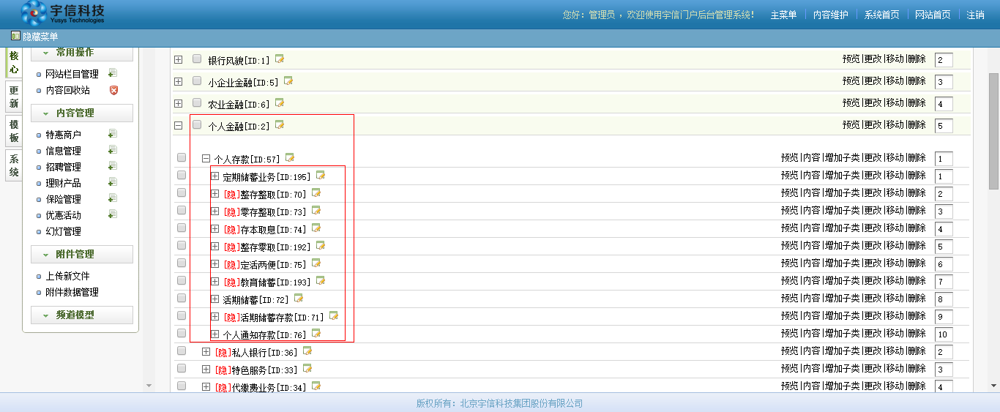 宇信科技
Yusys Technologies
您好：管理员 ，欢迎使用宇信门户后台管理系统! 主菜单 内容维护 系统首页 网站首页 注销
隐藏菜单
核心
更新
模板
系统
常用操作
网站栏目管理
内容回收站
内容管理
特惠商户
信息管理
招聘管理
理财产品
保险管理
优惠活动
幻灯管理
附件管理
上传新文件
附件数据管理
频道模型
银行风貌[ID:1] 预览|更改|移动|删除 2
小企业金融[ID:5] 预览|更改|移动|删除 3
农业金融[ID:6] 预览|更改|移动|删除 4
个人金融[ID:2] 预览|更改|移动|删除 5
个人存款[ID:57] 预览|内容|增加子类|更改|移动|删除 1
定期储蓄业务[ID:195] 预览|内容|增加子类|更改|移动|删除 1
[隐]整存整取[ID:70] 预览|内容|增加子类|更改|移动|删除 2
[隐]零存整取[ID:73] 预览|内容|增加子类|更改|移动|删除 3
[隐]存本取息[ID:74] 预览|内容|增加子类|更改|移动|删除 4
[隐]整存零取[ID:192] 预览|内容|增加子类|更改|移动|删除 5
[隐]定活两便[ID:75] 预览|内容|增加子类|更改|移动|删除 6
[隐]教育储蓄[ID:193] 预览|内容|增加子类|更改|移动|删除 7
活期储蓄[ID:72] 预览|内容|增加子类|更改|移动|删除 8
[隐]活期储蓄存款[ID:71] 预览|内容|增加子类|更改|移动|删除 9
个人通知存款[ID:76] 预览|内容|增加子类|更改|移动|删除 10
[隐]私人银行[ID:36] 预览|内容|增加子类|更改|移动|删除 2
[隐]特色服务[ID:33] 预览|内容|增加子类|更改|移动|删除 3
[隐]代缴费业务[ID:34] 预览|内容|增加子类|更改|移动|删除 4
版权所有：北京宇信科技集团股份有限公司